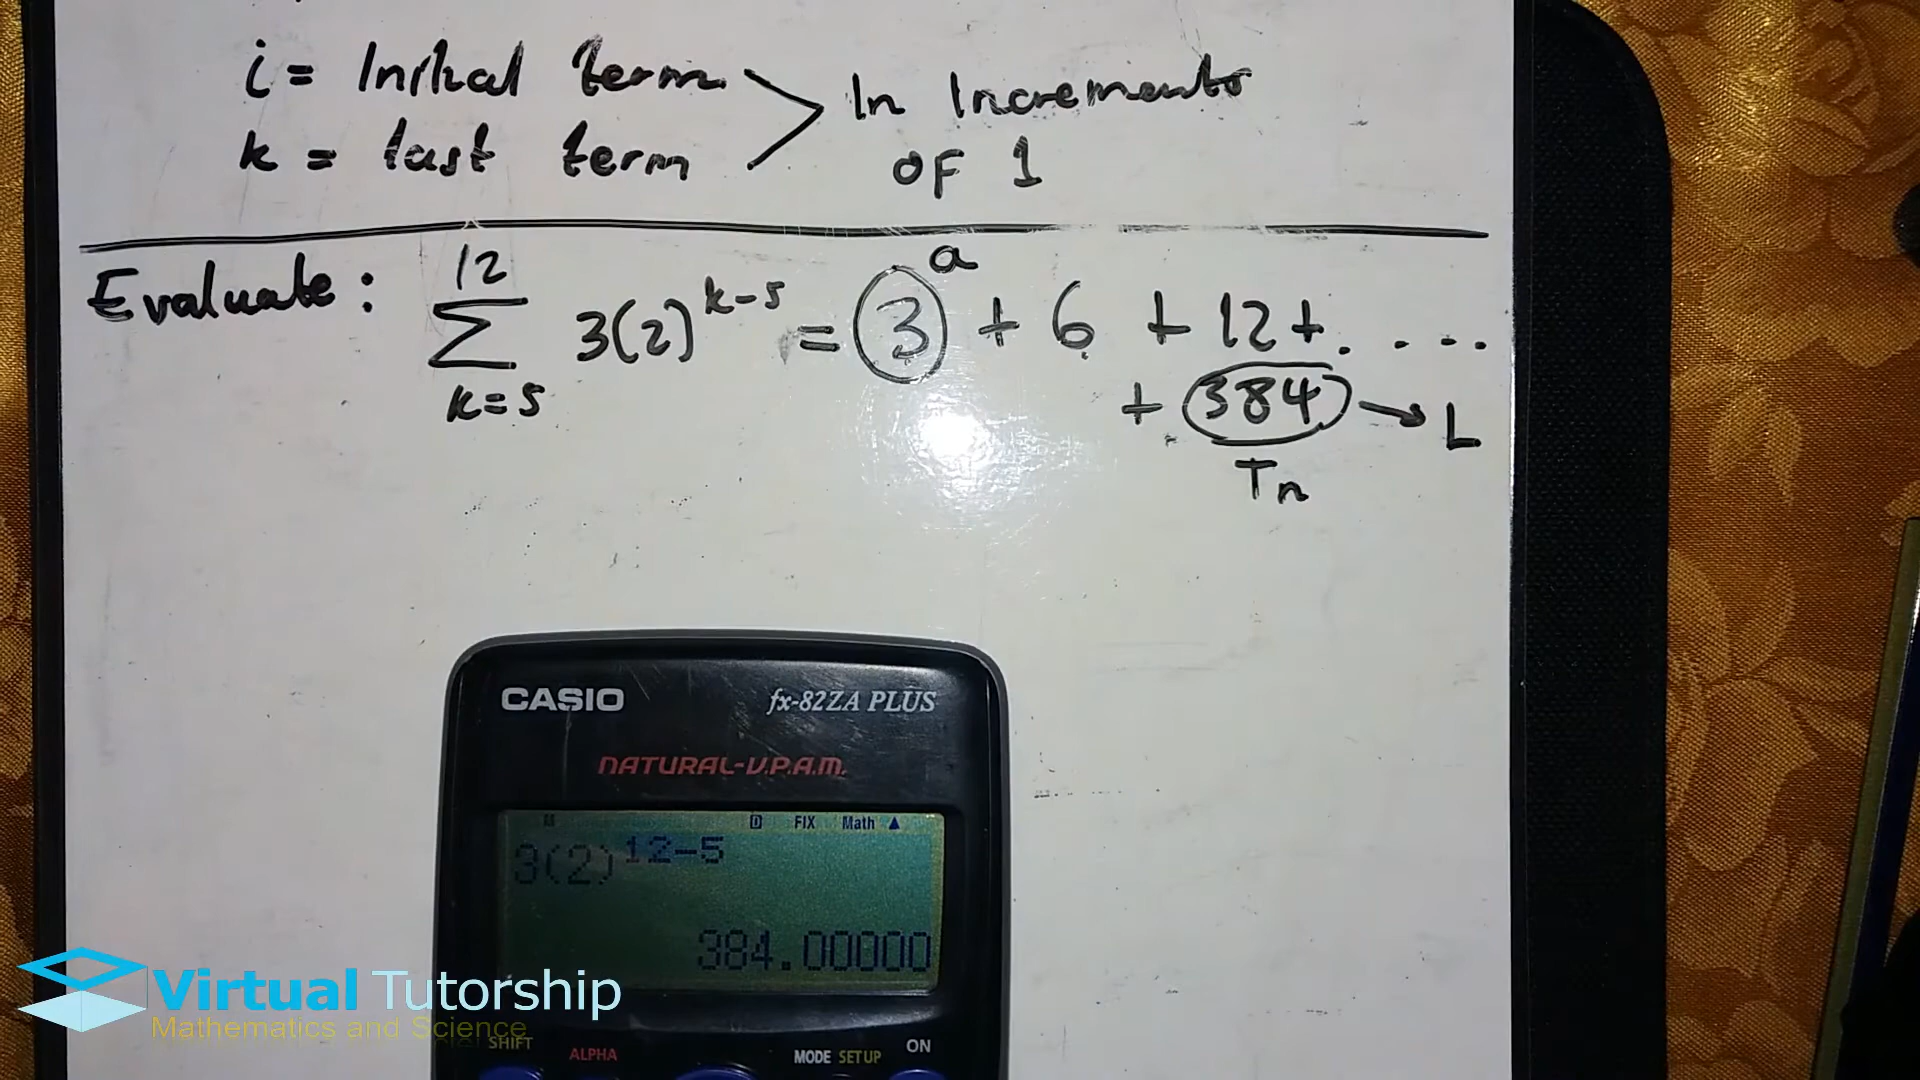 i = Initial term
k = last term
In Increments
OF 1
Evaluate: 12 Σ k=5 3(2)^{k-5} = 3 a + 6 + 12 + . . . .
+ 384 → L
Tn
CASIO fx-82ZA PLUS
NATURAL-V.P.A.M.
M D FIX Math ▲
3(2)^{12-5}
384.00000
Virtual Tutorship
Mathematics and Science
SHIFT ALPHA MODE SETUP ON